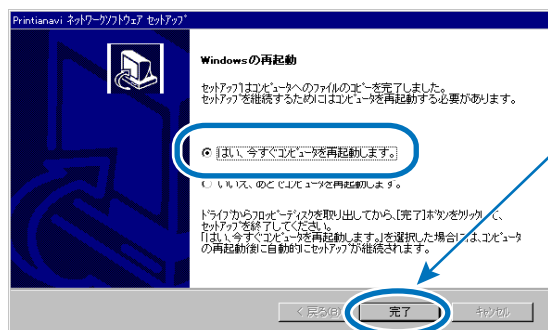 Printianavi ネットワークソフトウェア セットアップ
Windowsの再起動
セットアップはコンピュータへのファイルのコピーを完了しました。
セットアップを継続するためにはコンピュータを再起動する必要があります。
はい、今すぐコンピュータを再起動します。
いいえ、あとでコンピュータを再起動します。
ドライブからフロッピーディスクを取り出してから、[完了]ボタンをクリックして、
セットアップを終了してください。
「はい、今すぐコンピュータを再起動します。」を選択した場合には、コンピュータ
の再起動後に自動的にセットアップが継続されます。
< 戻る(B)
完了
キャンセル